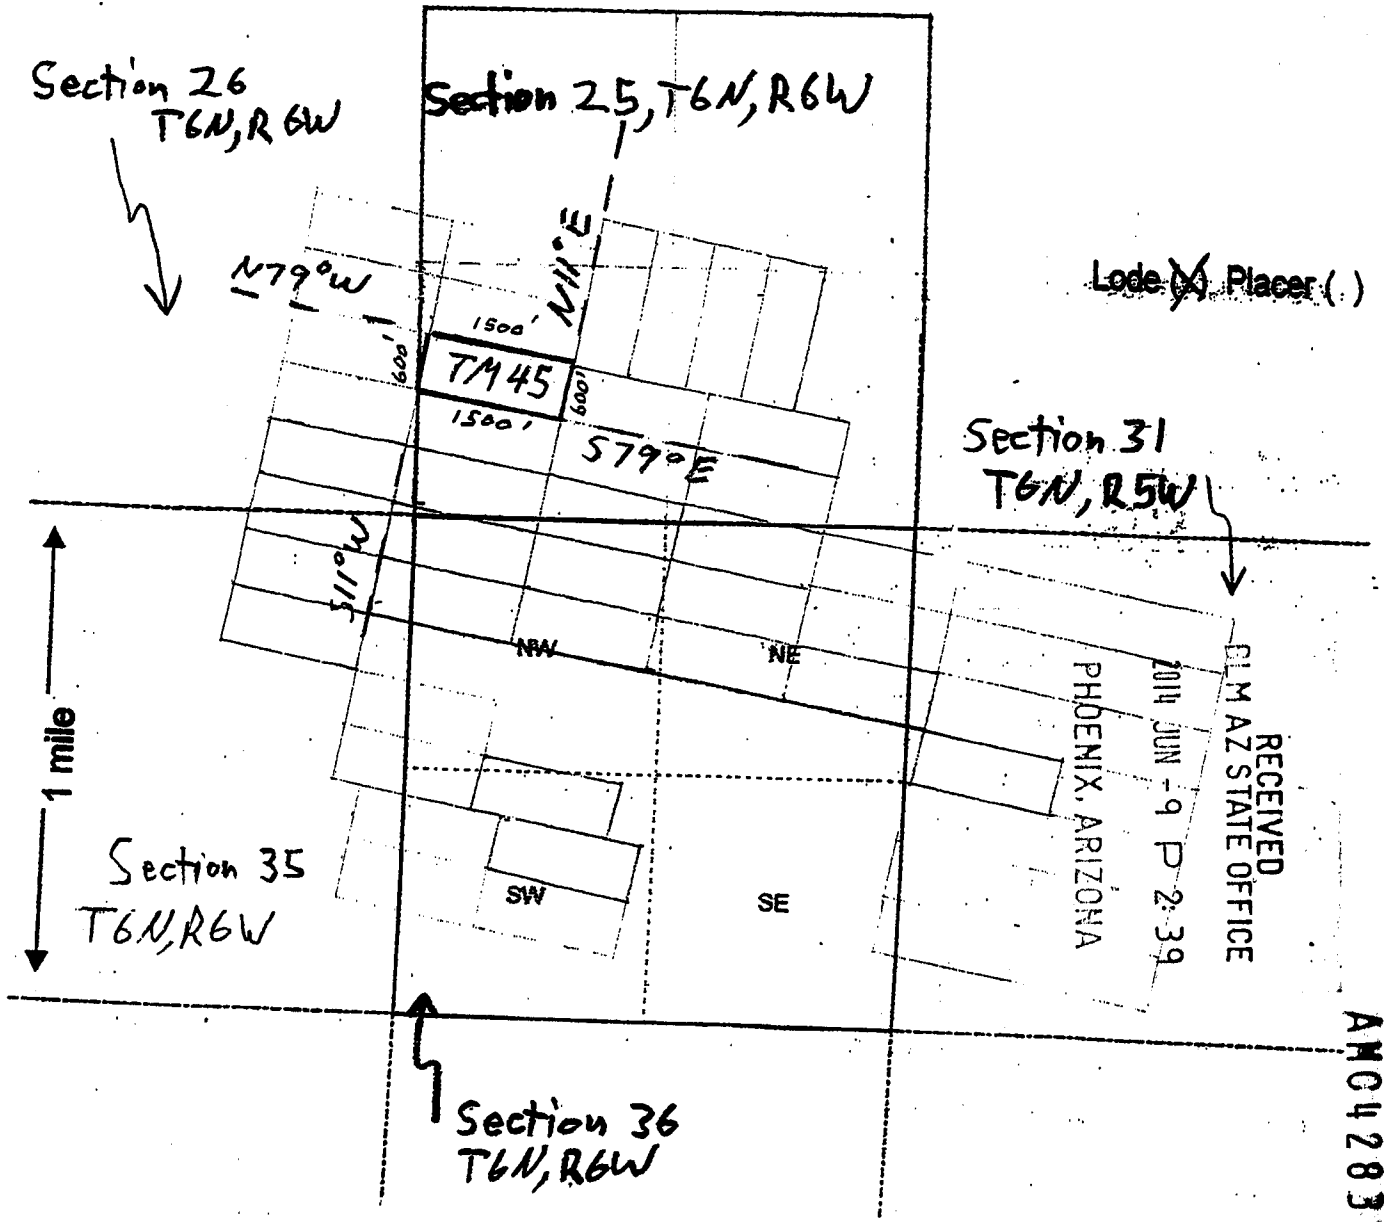 Section 26
T6N, R6W
Section 25, T6N, R6W
N79°W
N11°E
Lode (X) Placer ( )
1500'
600'
TM45
600'
1500'
S79°E
Section 31
T6N, R5W
S11°W
NW
NE
1 mile
RECEIVED
BLM AZ STATE OFFICE
2014 JUN -9 P 2:39
PHOENIX, ARIZONA
Section 35
T6N, R6W
SW
SE
AMC4283
Section 36
T6N, R6W